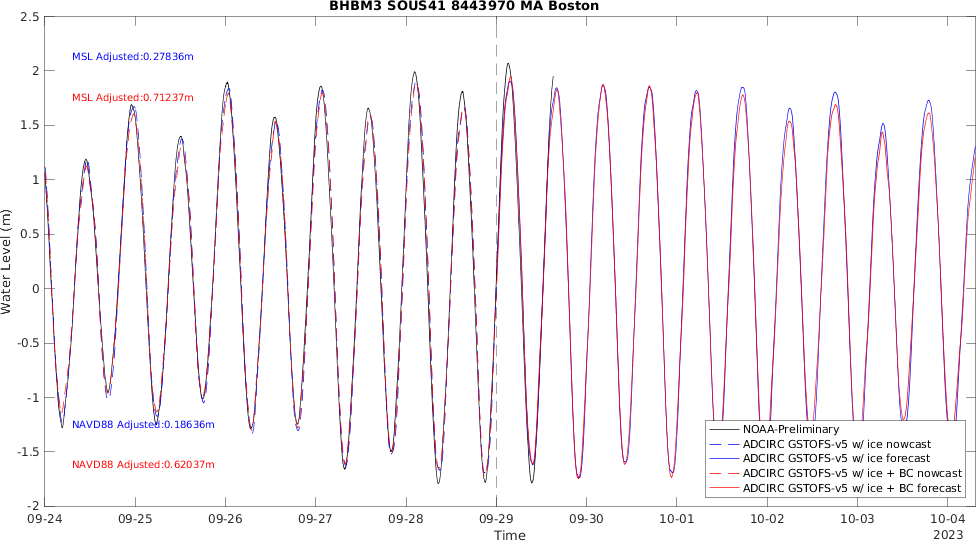 BHBM3 SOUS41 8443970 MA Boston
2.5
2
1.5
1
0.5
0
-0.5
-1
-1.5
-2
Water Level (m)
MSL Adjusted:0.27836m
MSL Adjusted:0.71237m
NAVD88 Adjusted:0.18636m
NAVD88 Adjusted:0.62037m
NOAA-Preliminary
ADCIRC GSTOFS-v5 w/ ice nowcast
ADCIRC GSTOFS-v5 w/ ice forecast
ADCIRC GSTOFS-v5 w/ ice + BC nowcast
ADCIRC GSTOFS-v5 w/ ice + BC forecast
09-24 09-25 09-26 09-27 09-28 09-29 09-30 10-01 10-02 10-03 10-04
Time
2023